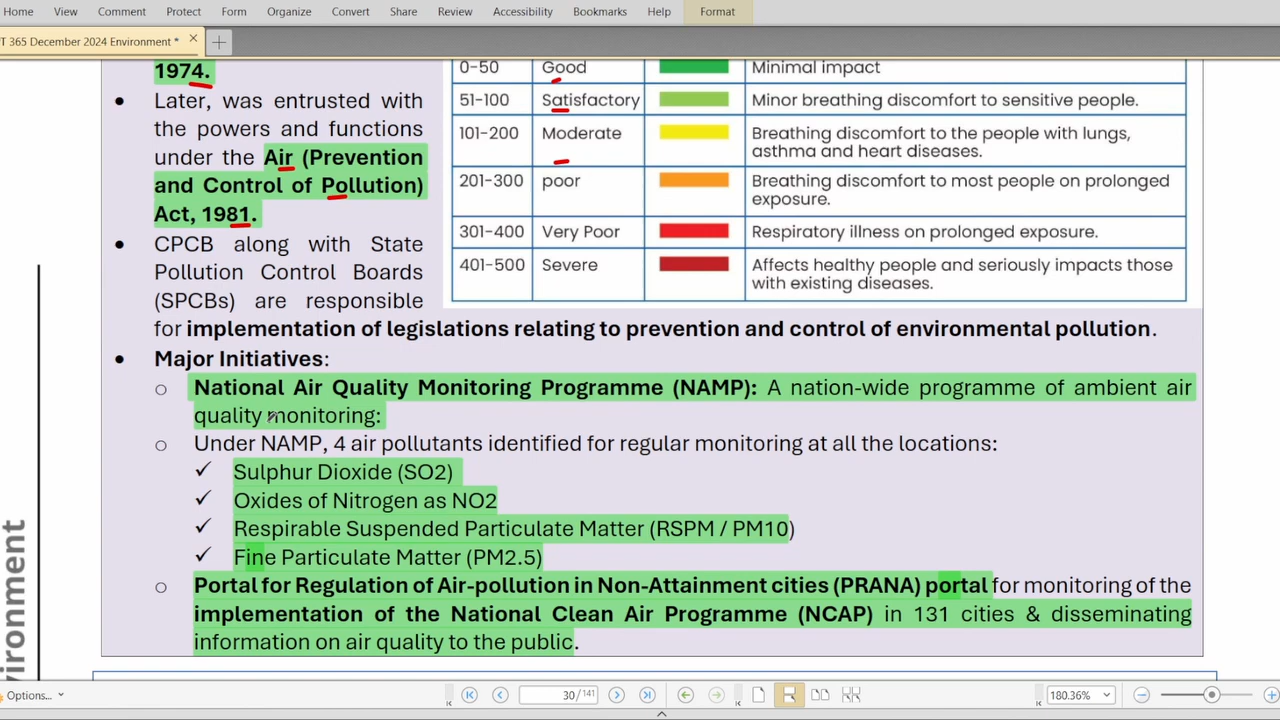 Home View Comment Protect Form Organize Convert Share Review Accessibility Bookmarks Help Format
T 365 December 2024 Environment *
1974.
Later, was entrusted with
the powers and functions
under the Air (Prevention
and Control of Pollution)
Act, 1981.
CPCB along with State
Pollution Control Boards
(SPCBs) are responsible
for implementation of legislations relating to prevention and control of environmental pollution.
0-50 Good Minimal impact
51-100 Satisfactory Minor breathing discomfort to sensitive people.
101-200 Moderate Breathing discomfort to the people with lungs,
asthma and heart diseases.
201-300 poor Breathing discomfort to most people on prolonged
exposure.
301-400 Very Poor Respiratory illness on prolonged exposure.
401-500 Severe Affects healthy people and seriously impacts those
with existing diseases.
Major Initiatives:
National Air Quality Monitoring Programme (NAMP): A nation-wide programme of ambient air
quality monitoring:
Under NAMP, 4 air pollutants identified for regular monitoring at all the locations:
Sulphur Dioxide (SO2)
Oxides of Nitrogen as NO2
Respirable Suspended Particulate Matter (RSPM / PM10)
Fine Particulate Matter (PM2.5)
Portal for Regulation of Air-pollution in Non-Attainment cities (PRANA) portal for monitoring of the
implementation of the National Clean Air Programme (NCAP) in 131 cities & disseminating
information on air quality to the public.
ironment
Options... 30 / 141 180.36%